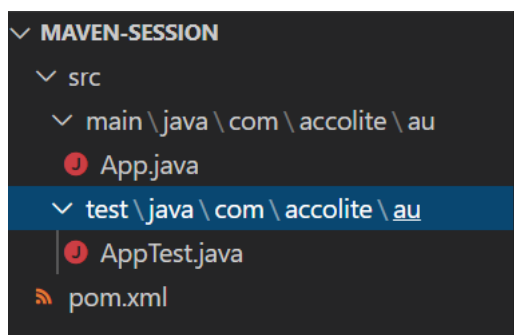 MAVEN-SESSION
src
main\java\com\accolite\au
J App.java
test\java\com\accolite\au
J AppTest.java
pom.xml